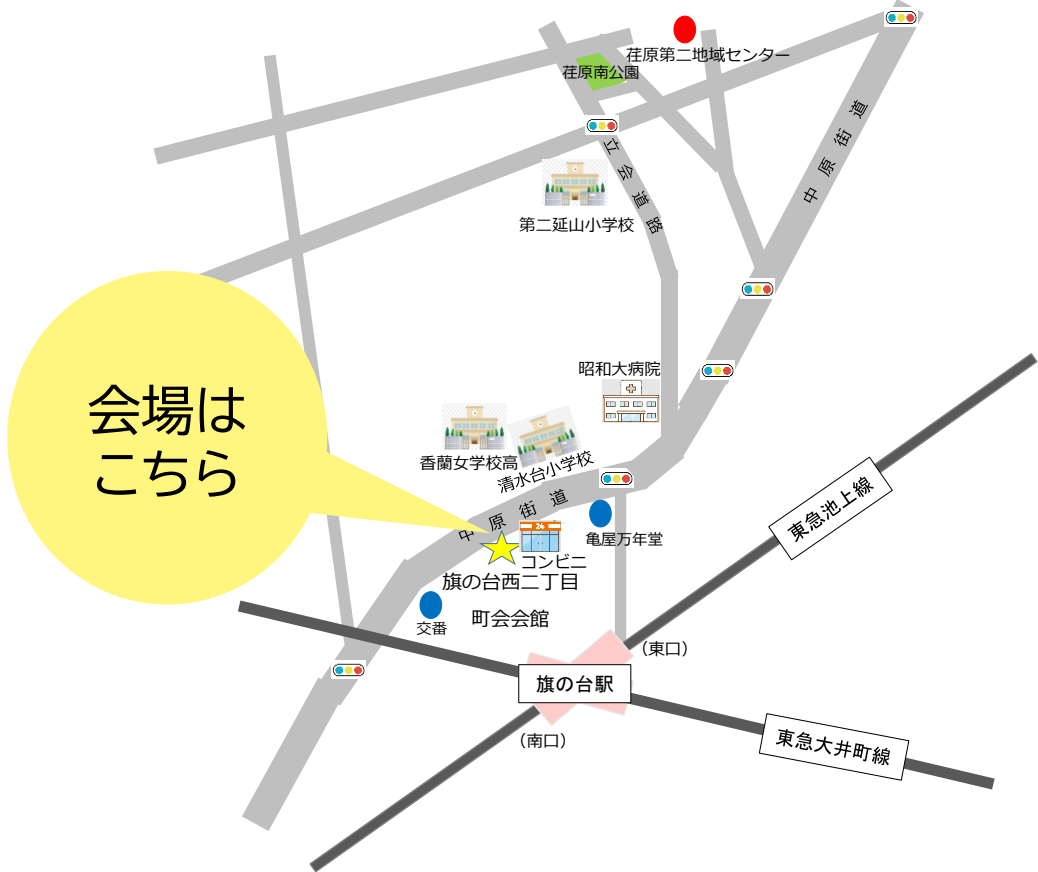 荏原第二地域センター
荏原南公園
中原街道
立会道路
第二延山小学校
昭和大病院
会場は
こちら
香蘭女学校高
清水台小学校
中原街道
24
亀屋万年堂
コンビニ
旗の台西二丁目
町会会館
交番
東急池上線
（東口）
旗の台駅
（南口）
東急大井町線